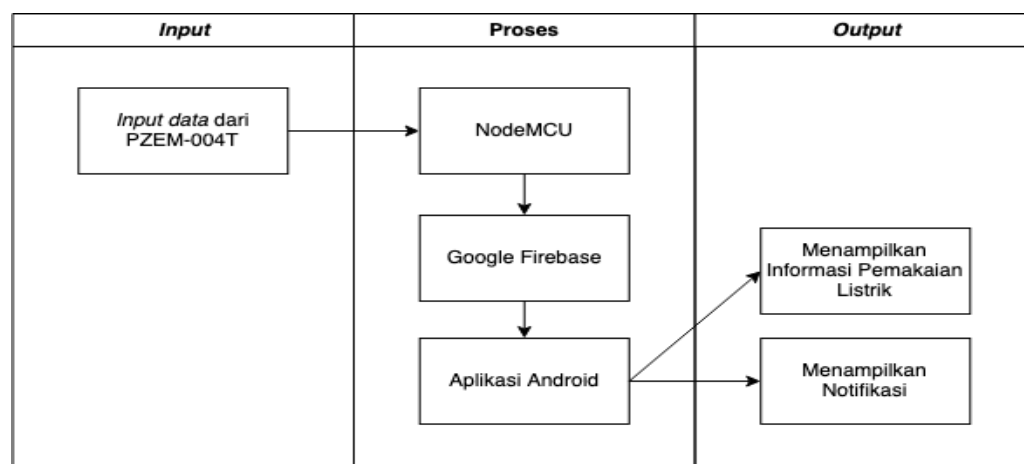 Input
Proses
Output
Input data dari
PZEM-004T
NodeMCU
Google Firebase
Menampilkan
Informasi Pemakaian
Listrik
Aplikasi Android
Menampilkan
Notifikasi